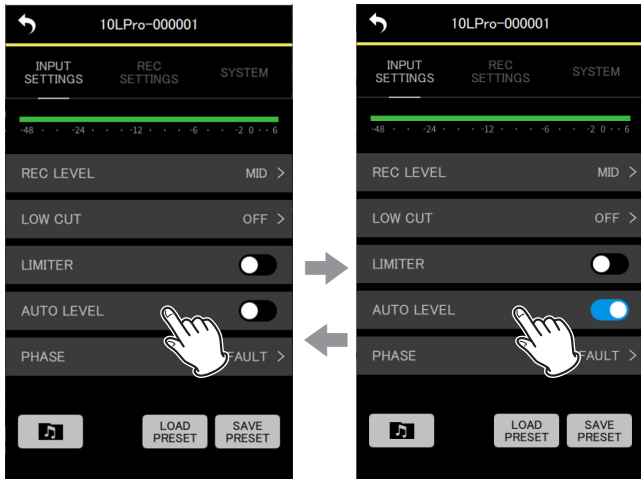 10LPro-000001
INPUT
SETTINGS
REC
SETTINGS
SYSTEM
-48 · · -24 · · · -12 · · · -6 · · -2 0 · · 6
REC LEVEL MID >
LOW CUT OFF >
LIMITER
AUTO LEVEL
PHASE FAULT >
LOAD
PRESET
SAVE
PRESET
10LPro-000001
INPUT
SETTINGS
REC
SETTINGS
SYSTEM
-48 · · -24 · · · -12 · · · -6 · · -2 0 · · 6
REC LEVEL MID >
LOW CUT OFF >
LIMITER
AUTO LEVEL
PHASE FAULT >
LOAD
PRESET
SAVE
PRESET